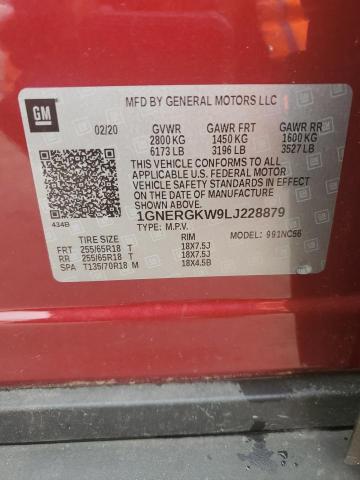 GM
MFD BY GENERAL MOTORS LLC
02/20 GVWR GAWR FRT GAWR RR
2800 KG 1450 KG 1600 KG
6173 LB 3196 LB 3527 LB
THIS VEHICLE CONFORMS TO ALL
APPLICABLE U.S. FEDERAL MOTOR
VEHICLE SAFETY STANDARDS IN EFFECT
ON THE DATE OF MANUFACTURE SHOWN ABOVE.
1GNERGKW9LJ228879
434B TYPE: M.P.V. MODEL: 991NC56
TIRE SIZE RIM
FRT 255/65R18 T 18X7.5J
RR 255/65R18 T 18X7.5J
SPA T135/70R18 M 18X4.5B